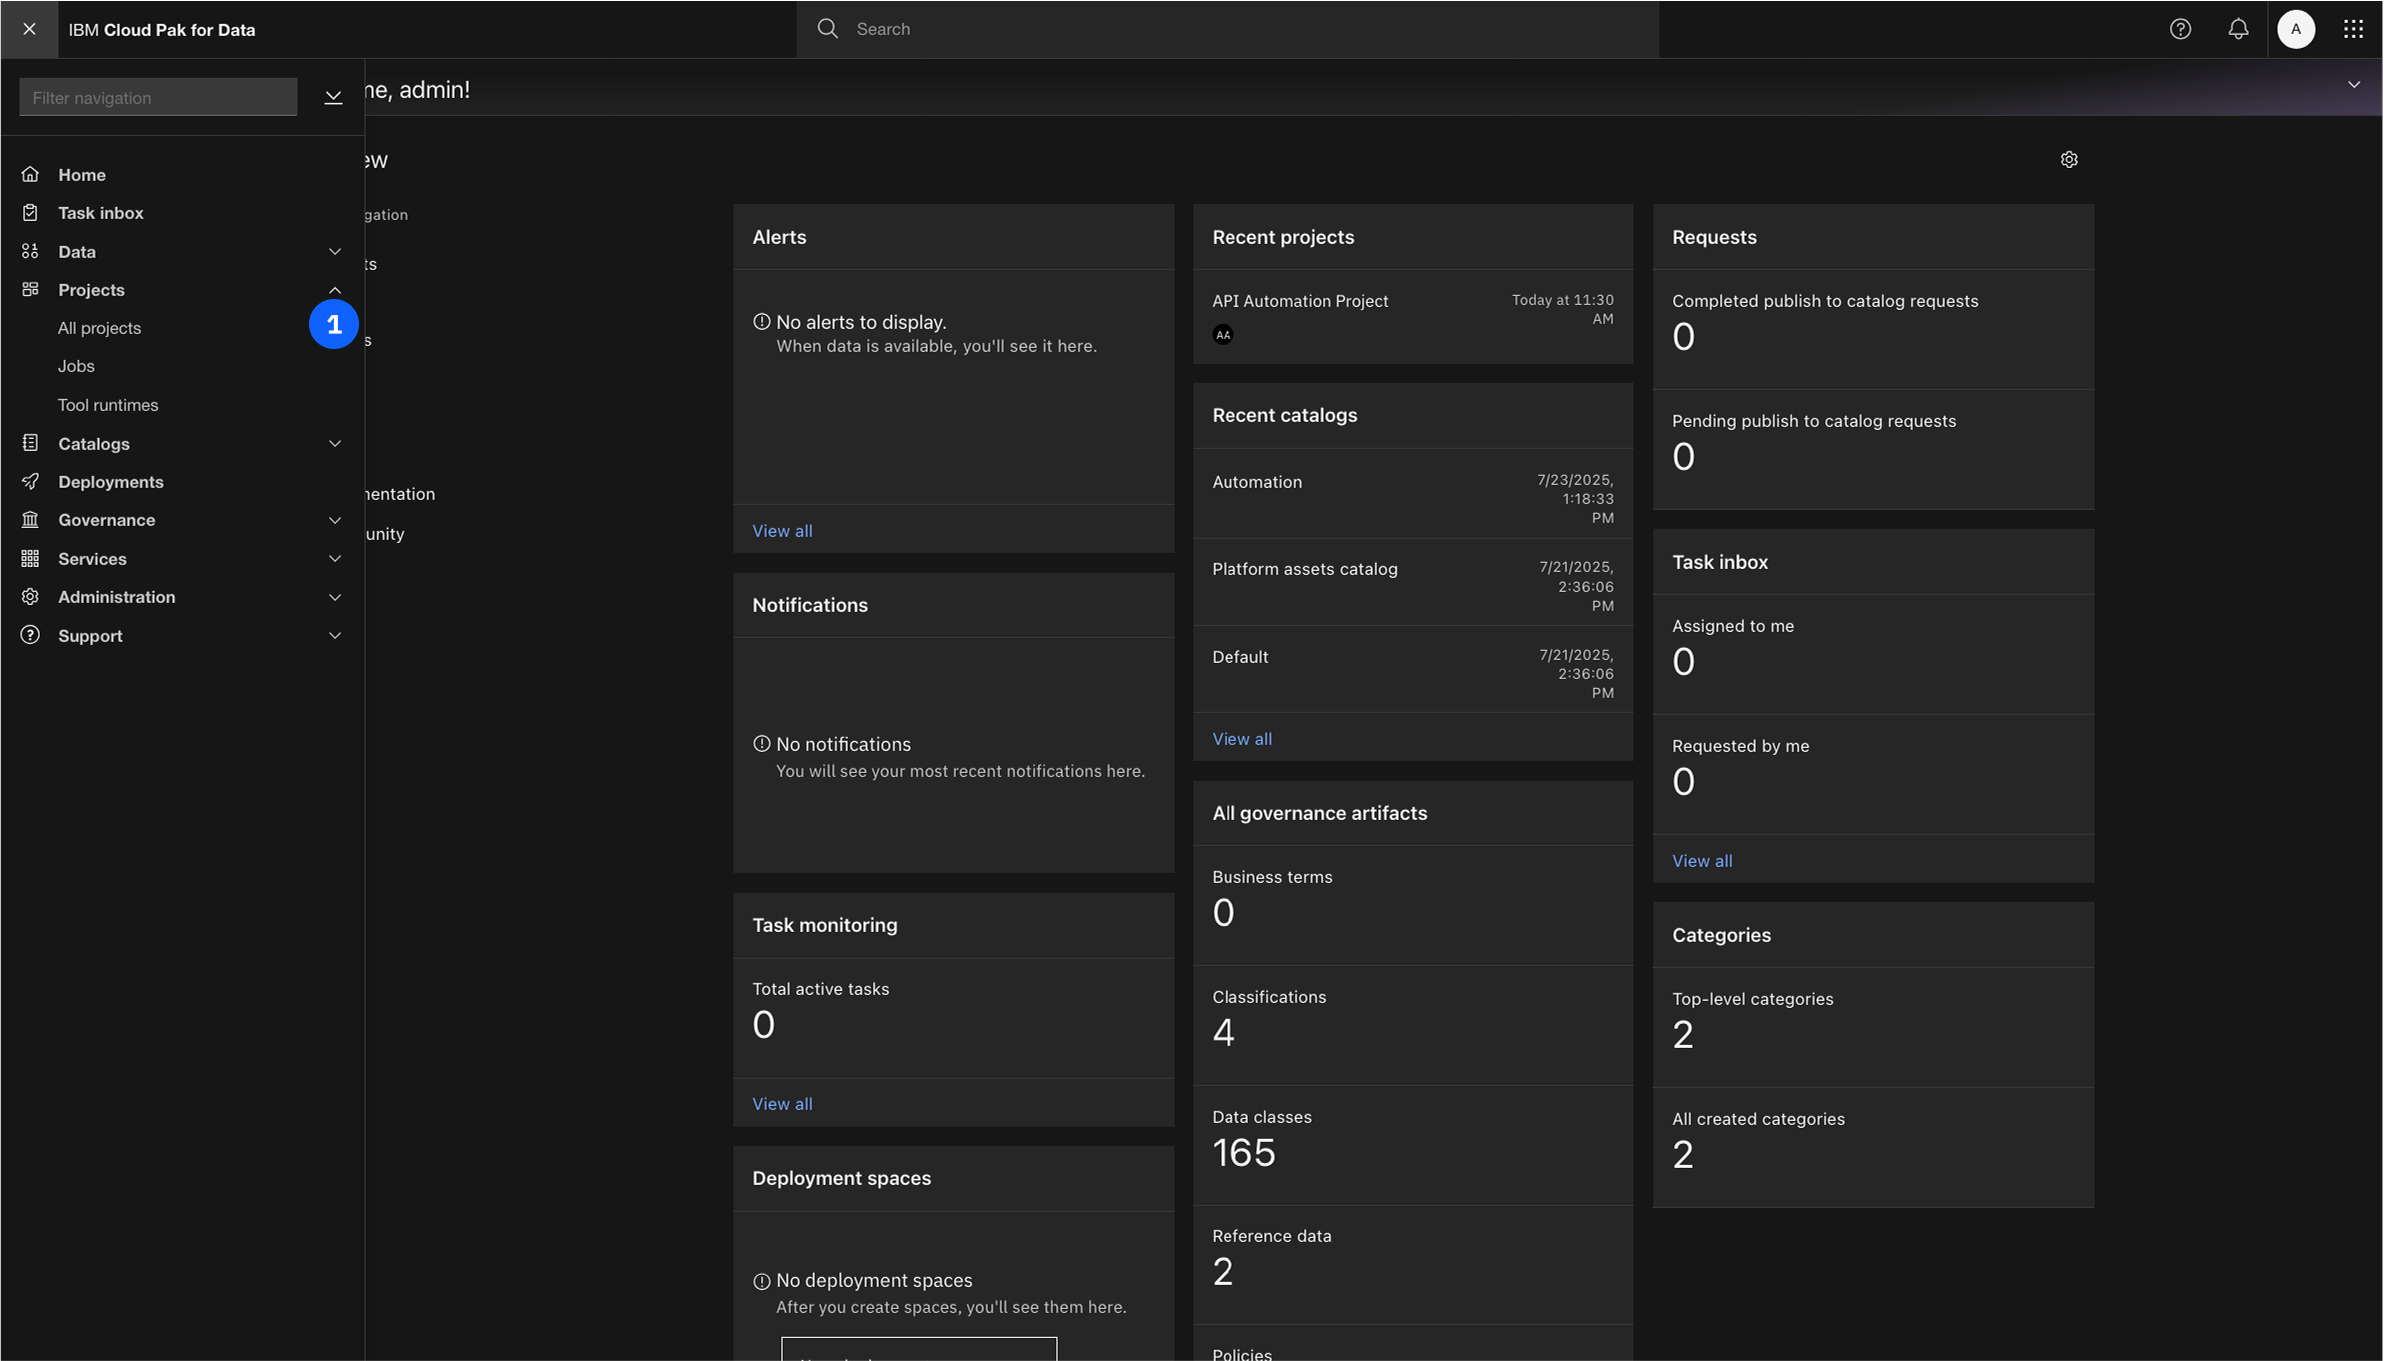 IBM Cloud Pak for Data
Search
A
Filter navigation
me, admin!
Home
Task inbox
Data
Projects
1
All projects
Jobs
Tool runtimes
Catalogs
Deployments
Governance
Services
Administration
Support
ew
gation
ts
s
mentation
unity
Alerts
No alerts to display.
When data is available, you'll see it here.
View all
Notifications
No notifications
You will see your most recent notifications here.
Task monitoring
Total active tasks
0
View all
Deployment spaces
No deployment spaces
After you create spaces, you'll see them here.
Recent projects
API Automation Project
Today at 11:30
AM
AA
Recent catalogs
Automation
7/23/2025,
1:18:33
PM
Platform assets catalog
7/21/2025,
2:36:06
PM
Default
7/21/2025,
2:36:06
PM
View all
All governance artifacts
Business terms
0
Classifications
4
Data classes
165
Reference data
2
Policies
Requests
Completed publish to catalog requests
0
Pending publish to catalog requests
0
Task inbox
Assigned to me
0
Requested by me
0
View all
Categories
Top-level categories
2
All created categories
2